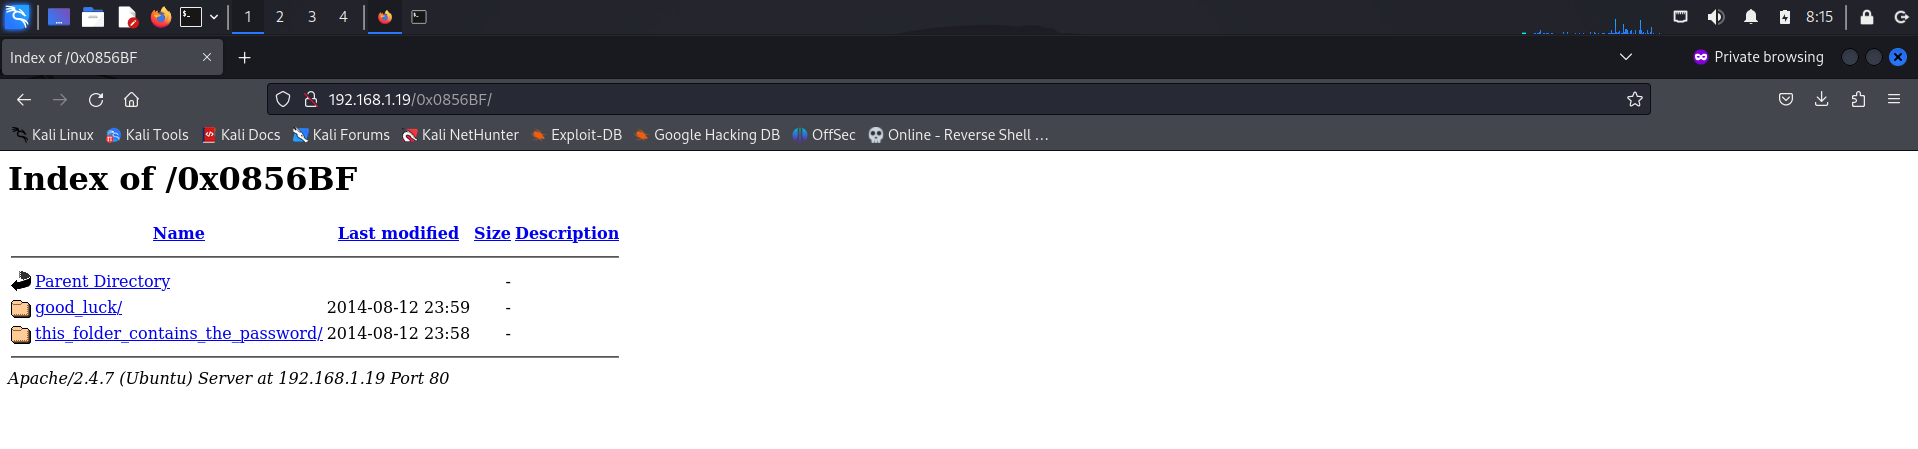 1 2 3 4 8:15
Index of /0x0856BF Private browsing
192.168.1.19/0x0856BF/
Kali Linux Kali Tools Kali Docs Kali Forums Kali NetHunter Exploit-DB Google Hacking DB OffSec Online - Reverse Shell ...
Index of /0x0856BF
Name Last modified Size Description
Parent Directory -
good_luck/ 2014-08-12 23:59 -
this_folder_contains_the_password/ 2014-08-12 23:58 -
Apache/2.4.7 (Ubuntu) Server at 192.168.1.19 Port 80